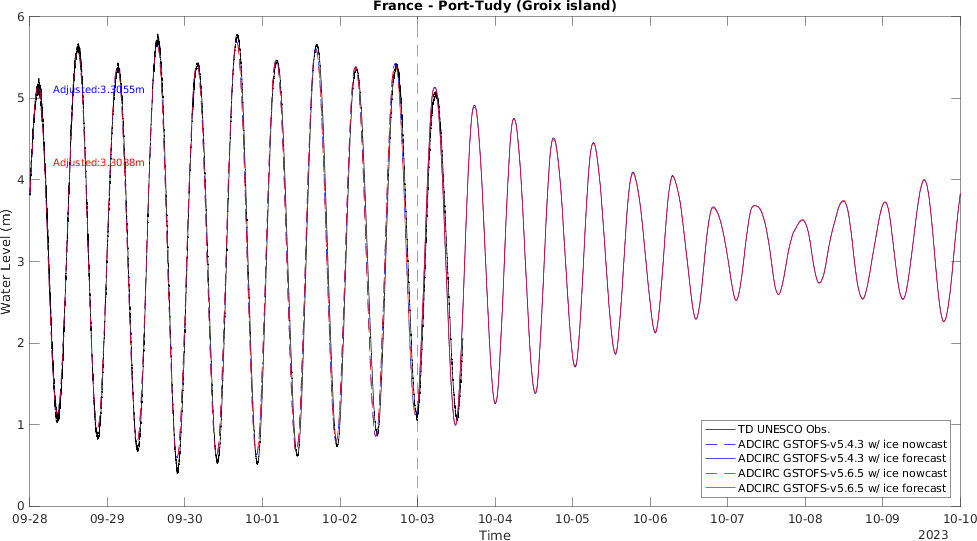 France - Port-Tudy (Groix island)
6
5
4
3
2
1
0
Water Level (m)
Adjusted:3.3055m
Adjusted:3.3088m
TD UNESCO Obs.
ADCIRC GSTOFS-v5.4.3 w/ ice nowcast
ADCIRC GSTOFS-v5.4.3 w/ ice forecast
ADCIRC GSTOFS-v5.6.5 w/ ice nowcast
ADCIRC GSTOFS-v5.6.5 w/ ice forecast
09-28 09-29 09-30 10-01 10-02 10-03 10-04 10-05 10-06 10-07 10-08 10-09 10-10
Time
2023